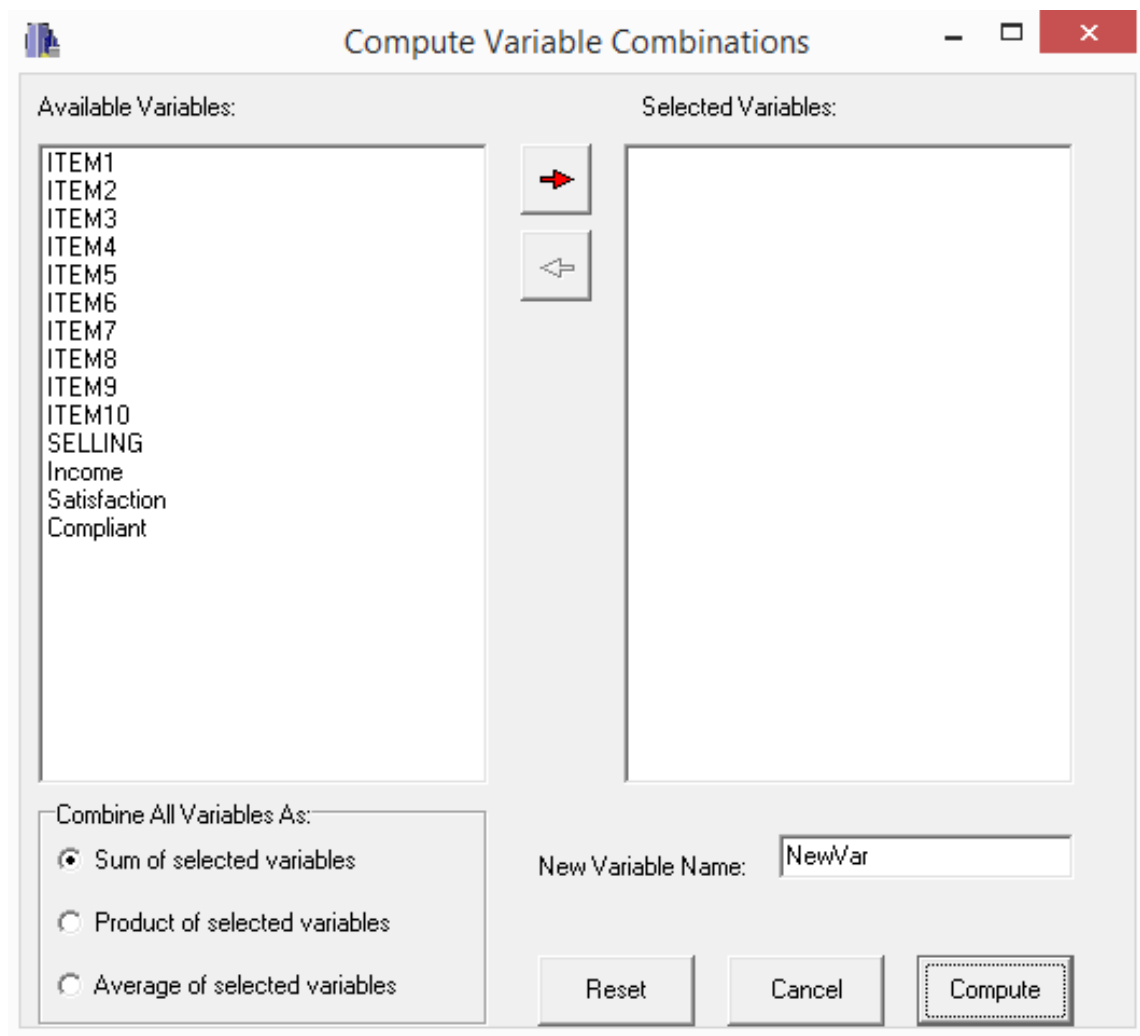 Compute Variable Combinations
Available Variables:
Selected Variables:
ITEM1
ITEM2
ITEM3
ITEM4
ITEM5
ITEM6
ITEM7
ITEM8
ITEM9
ITEM10
SELLING
Income
Satisfaction
Compliant
Combine All Variables As:
Sum of selected variables
Product of selected variables
Average of selected variables
New Variable Name:
NewVar
Reset
Cancel
Compute